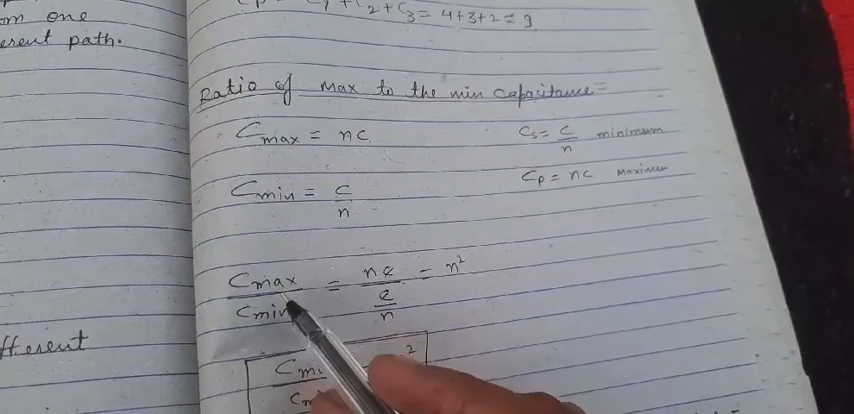 om one
erent path.
C₂ + C₃ = 4+3+2 = 9
Ratio of max to the min capacitance =
Cmax = nc. Cs = c/n minimum
Cp = nc Maximum
Cmin = c/n
Cmax/Cmin = nc/(c/n) = n²
fferent